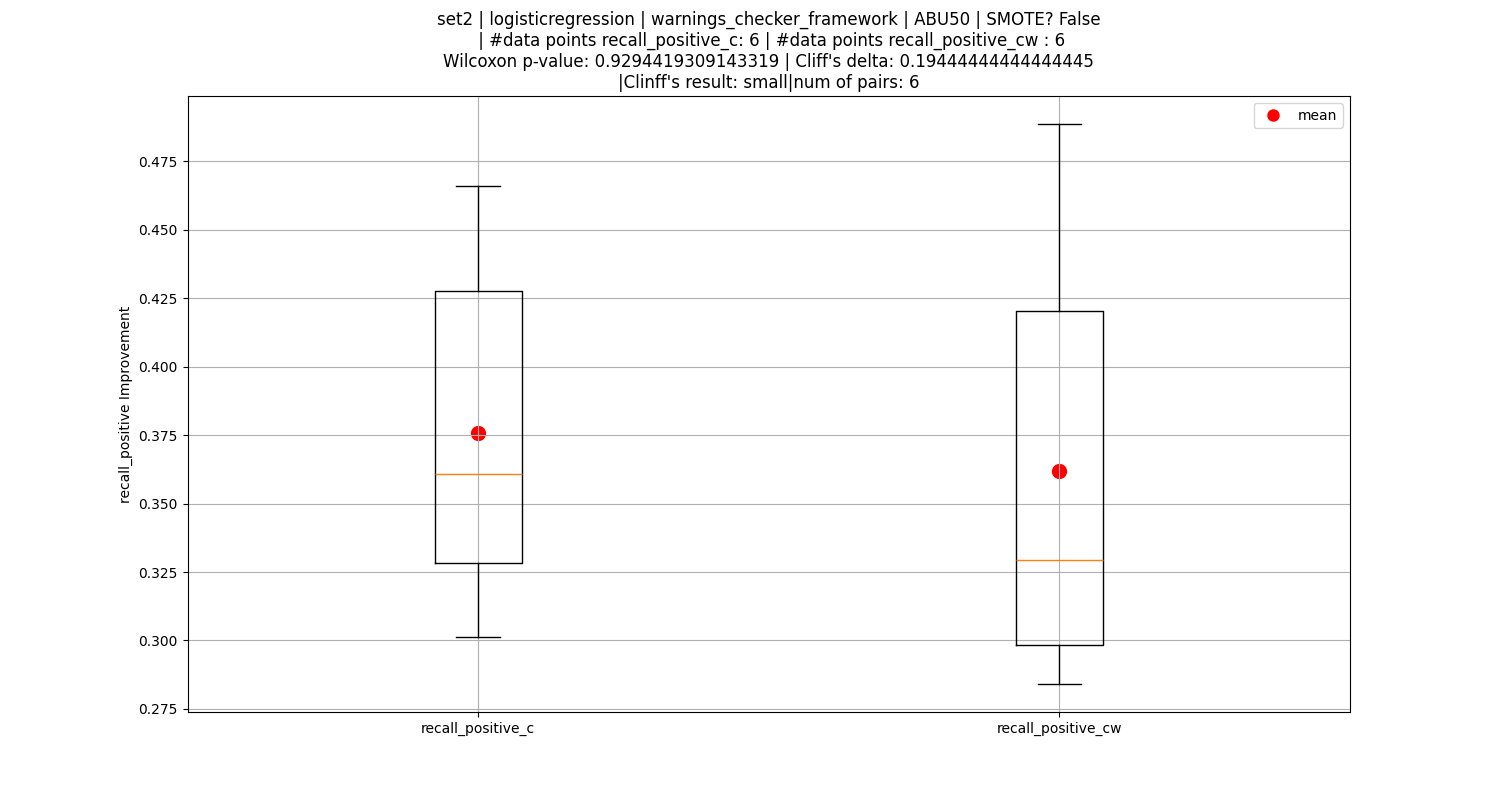 set2 | logisticregression | warnings_checker_framework | ABU50 | SMOTE? False
| #data points recall_positive_c: 6 | #data points recall_positive_cw : 6
Wilcoxon p-value: 0.9294419309143319 | Cliff's delta: 0.19444444444444445
|Clinff's result: small|num of pairs: 6
mean
0.475
0.450
0.425
0.400
0.375
0.350
0.325
0.300
0.275
recall_positive Improvement
recall_positive_c
recall_positive_cw